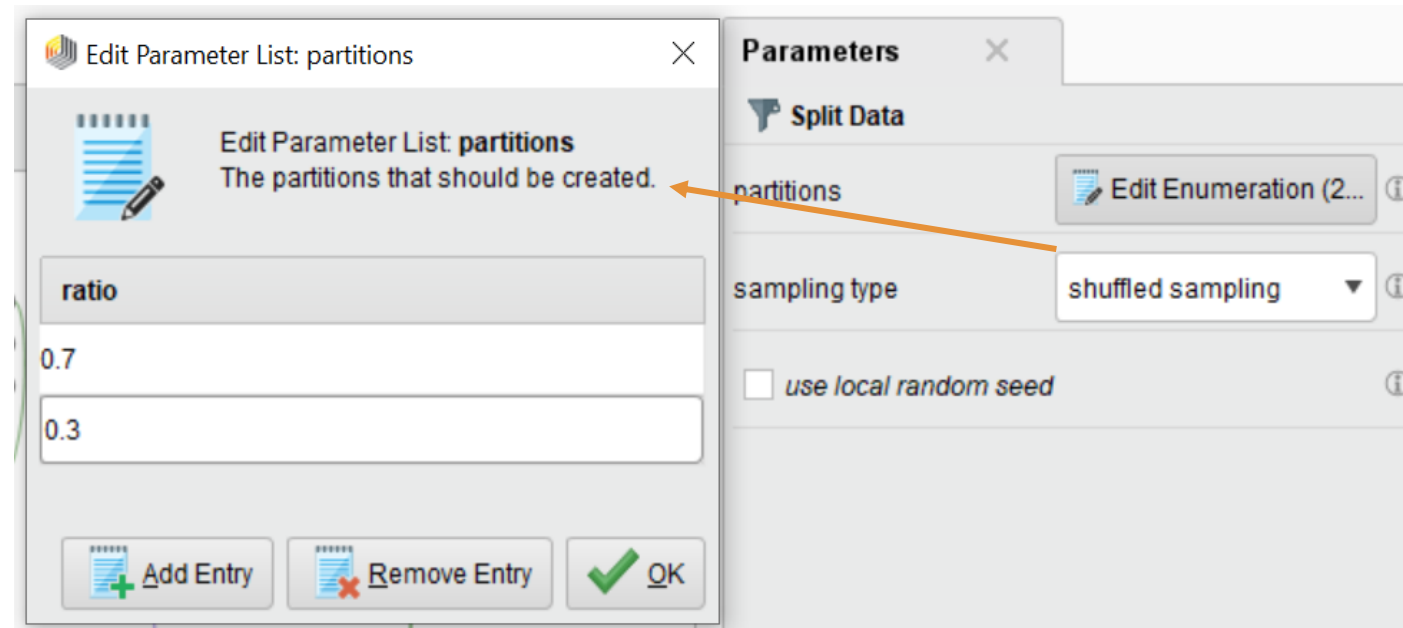 Edit Parameter List: partitions
Edit Parameter List: partitions
The partitions that should be created.
ratio
0.7
0.3
Add Entry
Remove Entry
OK
Parameters
Split Data
partitions
Edit Enumeration (2...
sampling type
shuffled sampling
use local random seed